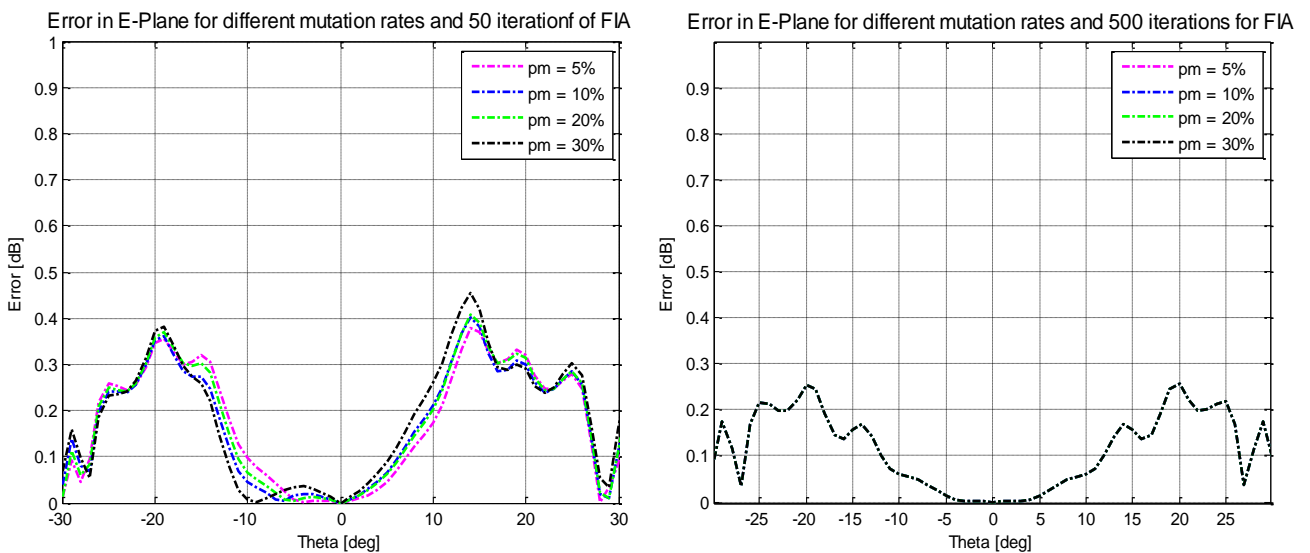 Error in E-Plane for different mutation rates and 50 iterationf of FIA
1
0.9
0.8
0.7
0.6
0.5
0.4
0.3
0.2
0.1
0
Error [dB]
-30 -20 -10 0 10 20 30
Theta [deg]
pm = 5%
pm = 10%
pm = 20%
pm = 30%
Error in E-Plane for different mutation rates and 500 iterations for FIA
0.9
0.8
0.7
0.6
0.5
0.4
0.3
0.2
0.1
0
Error [dB]
-25 -20 -15 -10 -5 0 5 10 15 20 25
Theta [deg]
pm = 5%
pm = 10%
pm = 20%
pm = 30%